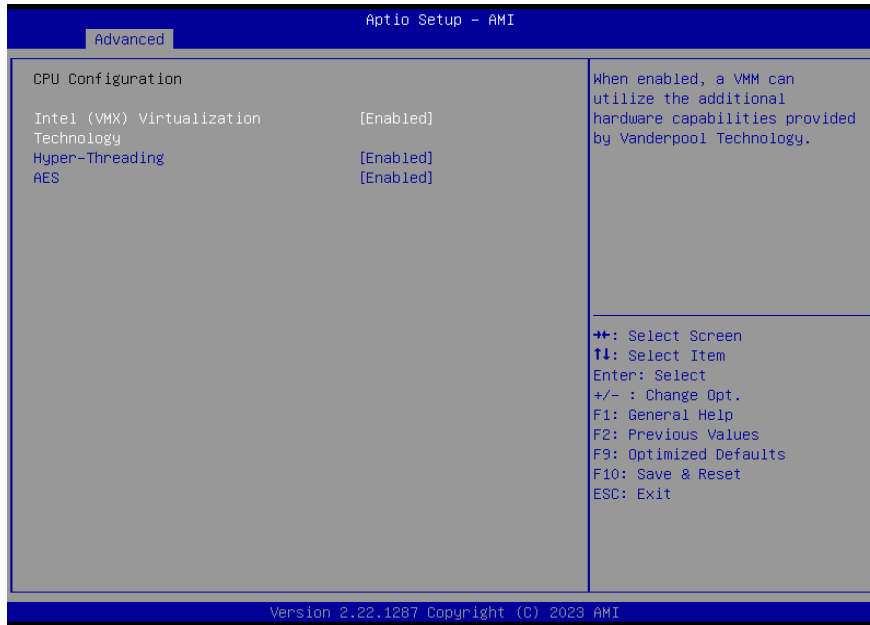 Aptio Setup – AMI
Advanced
CPU Configuration
Intel (VMX) Virtualization [Enabled]
Technology
Hyper-Threading [Enabled]
AES [Enabled]
When enabled, a VMM can
utilize the additional
hardware capabilities provided
by Vanderpool Technology.
→←: Select Screen
↑↓: Select Item
Enter: Select
+/- : Change Opt.
F1: General Help
F2: Previous Values
F9: Optimized Defaults
F10: Save & Reset
ESC: Exit
Version 2.22.1287 Copyright (C) 2023 AMI